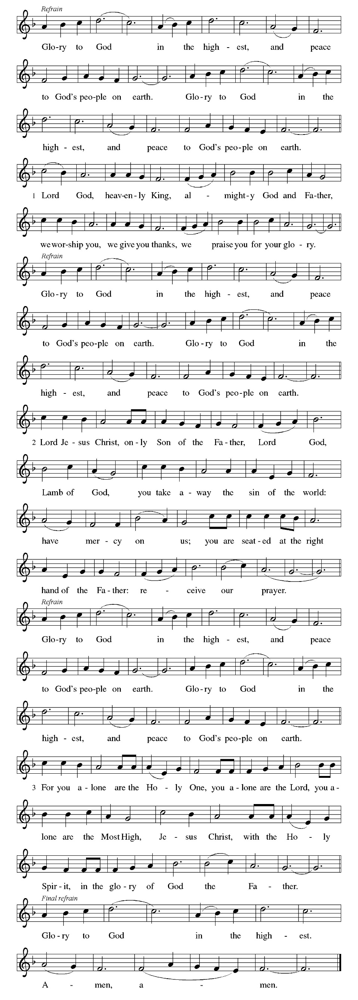 Refrain
Glo-ry to God in the high - est, and peace
to God's peo-ple on earth. Glo-ry to God in the
high - est, and peace to God's peo-ple on earth.
1 Lord God, heav-en-ly King, al - might-y God and Fa-ther,
we wor-ship you, we give you thanks, we praise you for your glo - ry.
Refrain
Glo-ry to God in the high - est, and peace
to God's peo-ple on earth. Glo-ry to God in the
high - est, and peace to God's peo-ple on earth.
2 Lord Je - sus Christ, on-ly Son of the Fa-ther, Lord God,
Lamb of God, you take a - way the sin of the world:
have mer - cy on us; you are seat-ed at the right
hand of the Fa-ther: re - ceive our prayer.
Refrain
Glo-ry to God in the high - est, and peace
to God's peo-ple on earth. Glo-ry to God in the
high - est, and peace to God's peo-ple on earth.
3 For you a - lone are the Ho - ly One, you a - lone are the Lord, you a -
lone are the Most High, Je - sus Christ, with the Ho - ly
Spir - it, in the glo - ry of God the Fa - ther.
Final refrain
Glo - ry to God in the high - est.
A - men, a - men.